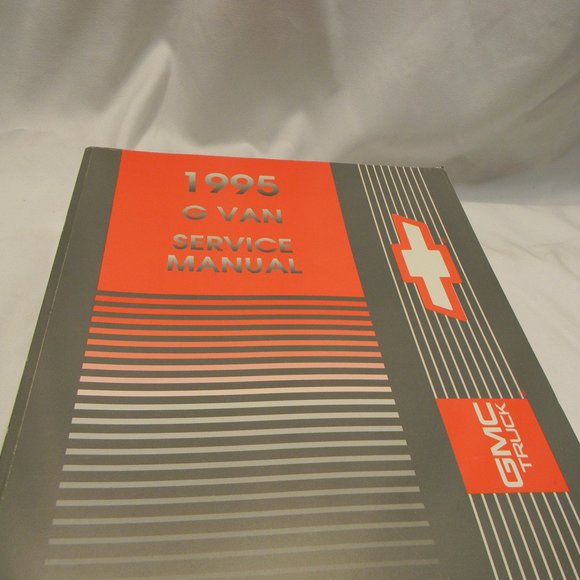 1995
G VAN
SERVICE
MANUAL
GMC
TRUCK